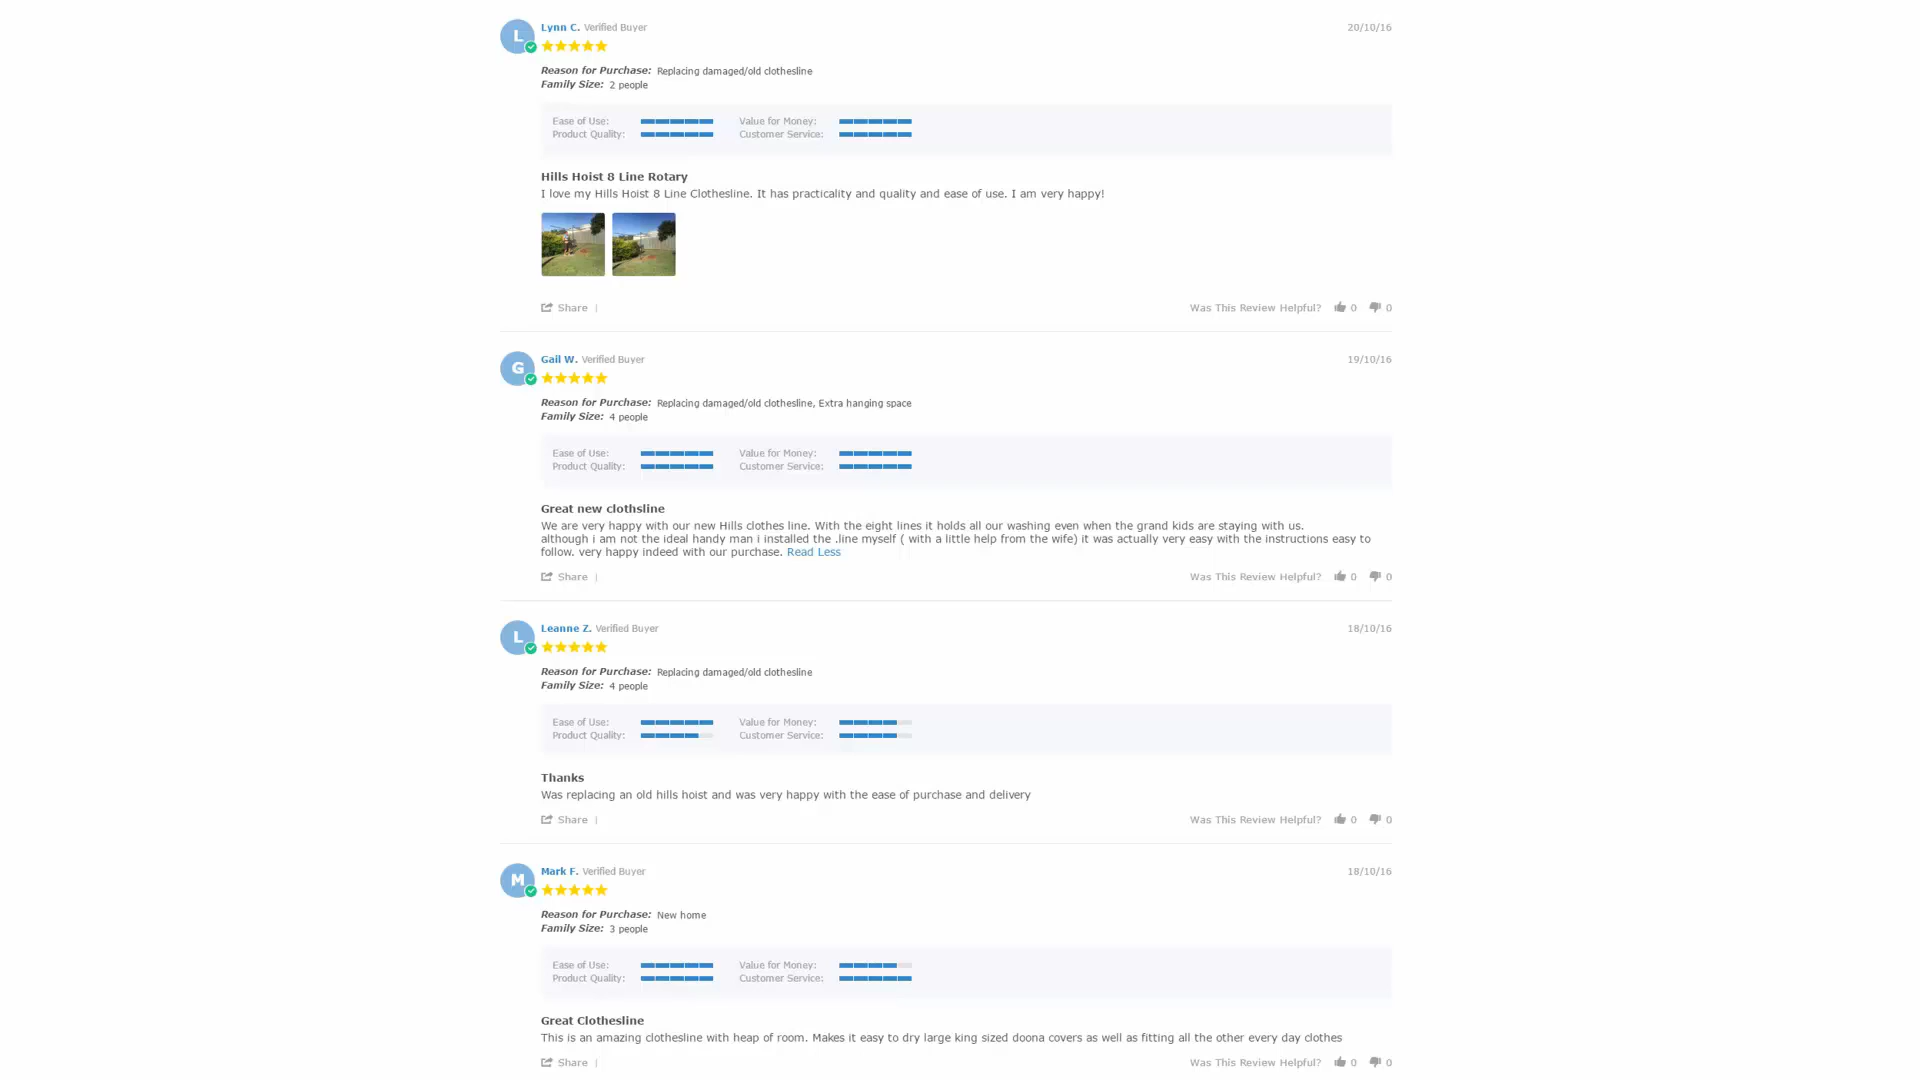 L
Lynn C. Verified Buyer
20/10/16
Reason for Purchase: Replacing damaged/old clothesline
Family Size: 2 people
Ease of Use: Value for Money:
Product Quality: Customer Service:
Hills Hoist 8 Line Rotary
I love my Hills Hoist 8 Line Clothesline. It has practicality and quality and ease of use. I am very happy!
Share | Was This Review Helpful? 0 0
G
Gail W. Verified Buyer
19/10/16
Reason for Purchase: Replacing damaged/old clothesline, Extra hanging space
Family Size: 4 people
Ease of Use: Value for Money:
Product Quality: Customer Service:
Great new clothsline
We are very happy with our new Hills clothes line. With the eight lines it holds all our washing even when the grand kids are staying with us.
although i am not the ideal handy man i installed the .line myself ( with a little help from the wife) it was actually very easy with the instructions easy to
follow. very happy indeed with our purchase. Read Less
Share | Was This Review Helpful? 0 0
L
Leanne Z. Verified Buyer
18/10/16
Reason for Purchase: Replacing damaged/old clothesline
Family Size: 4 people
Ease of Use: Value for Money:
Product Quality: Customer Service:
Thanks
Was replacing an old hills hoist and was very happy with the ease of purchase and delivery
Share | Was This Review Helpful? 0 0
M
Mark F. Verified Buyer
18/10/16
Reason for Purchase: New home
Family Size: 3 people
Ease of Use: Value for Money:
Product Quality: Customer Service:
Great Clothesline
This is an amazing clothesline with heap of room. Makes it easy to dry large king sized doona covers as well as fitting all the other every day clothes
Share | Was This Review Helpful? 0 0